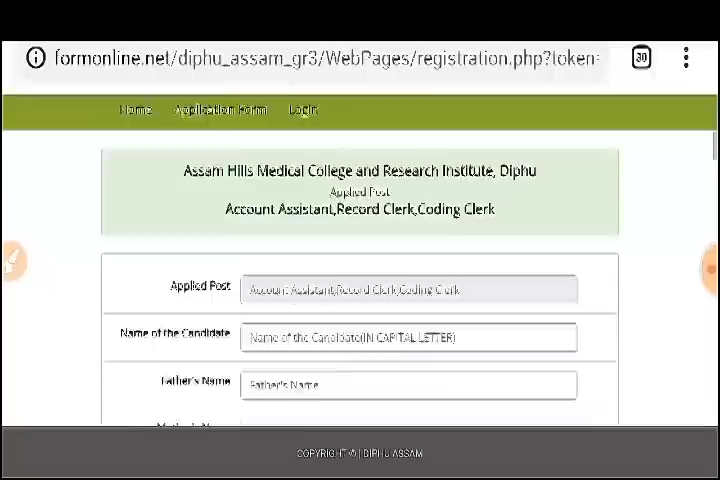 formonline.net/diphu_assam_gr3/WebPages/registration.php?token=
30
Home Application Form Login
Assam Hills Medical College and Research Institute, Diphu
Applied Post
Account Assistant,Record Clerk,Coding Clerk
Applied Post Account Assistant,Record Clerk,Coding Clerk
Name of the Candidate Name of the Candidate(IN CAPITAL LETTER)
Father's Name Father's Name
COPYRIGHT © | DIPHU ASSAM